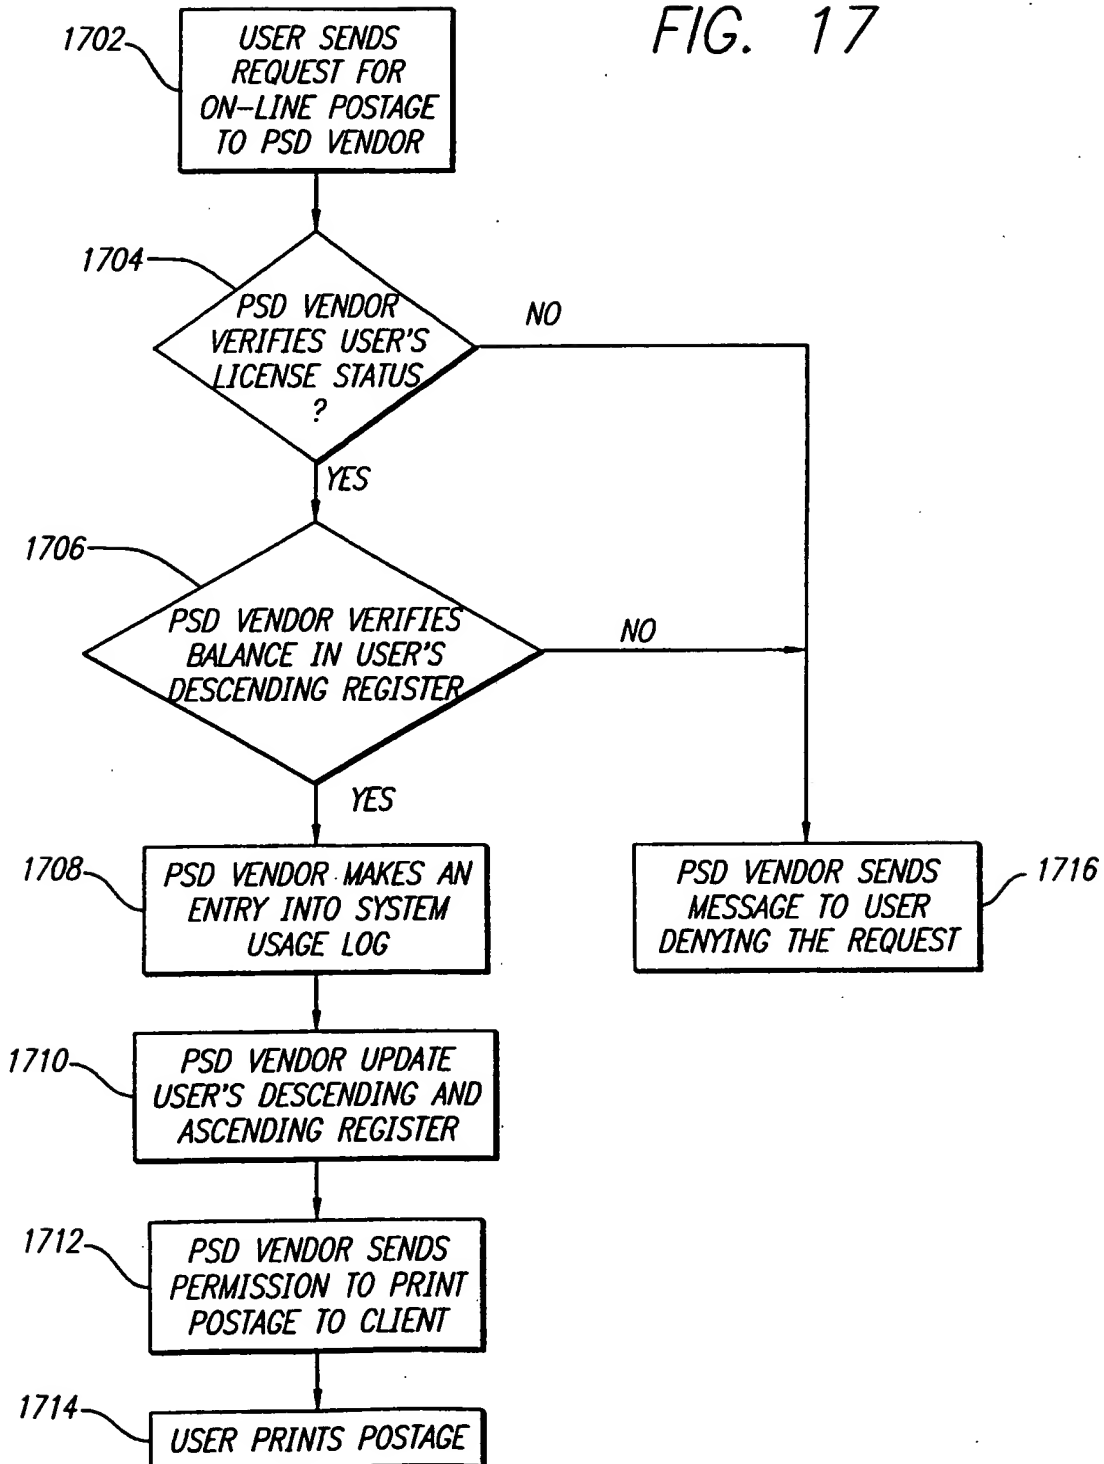 FIG. 17
1702
USER SENDS
REQUEST FOR
ON-LINE POSTAGE
TO PSD VENDOR
1704
PSD VENDOR
VERIFIES USER'S
LICENSE STATUS
?
NO
YES
1706
PSD VENDOR VERIFIES
BALANCE IN USER'S
DESCENDING REGISTER
NO
YES
1708
PSD VENDOR MAKES AN
ENTRY INTO SYSTEM
USAGE LOG
1716
PSD VENDOR SENDS
MESSAGE TO USER
DENYING THE REQUEST
1710
PSD VENDOR UPDATE
USER'S DESCENDING AND
ASCENDING REGISTER
1712
PSD VENDOR SENDS
PERMISSION TO PRINT
POSTAGE TO CLIENT
1714
USER PRINTS POSTAGE